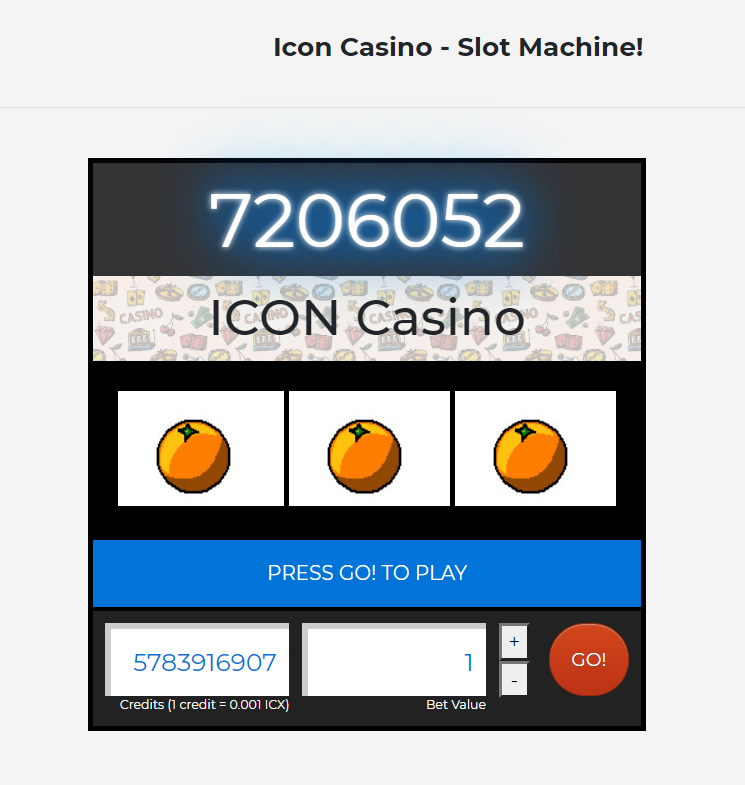 Icon Casino - Slot Machine!
7206052
ICON Casino
PRESS GO! TO PLAY
5783916907
1
+
-
GO!
Credits (1 credit = 0.001 ICX)
Bet Value